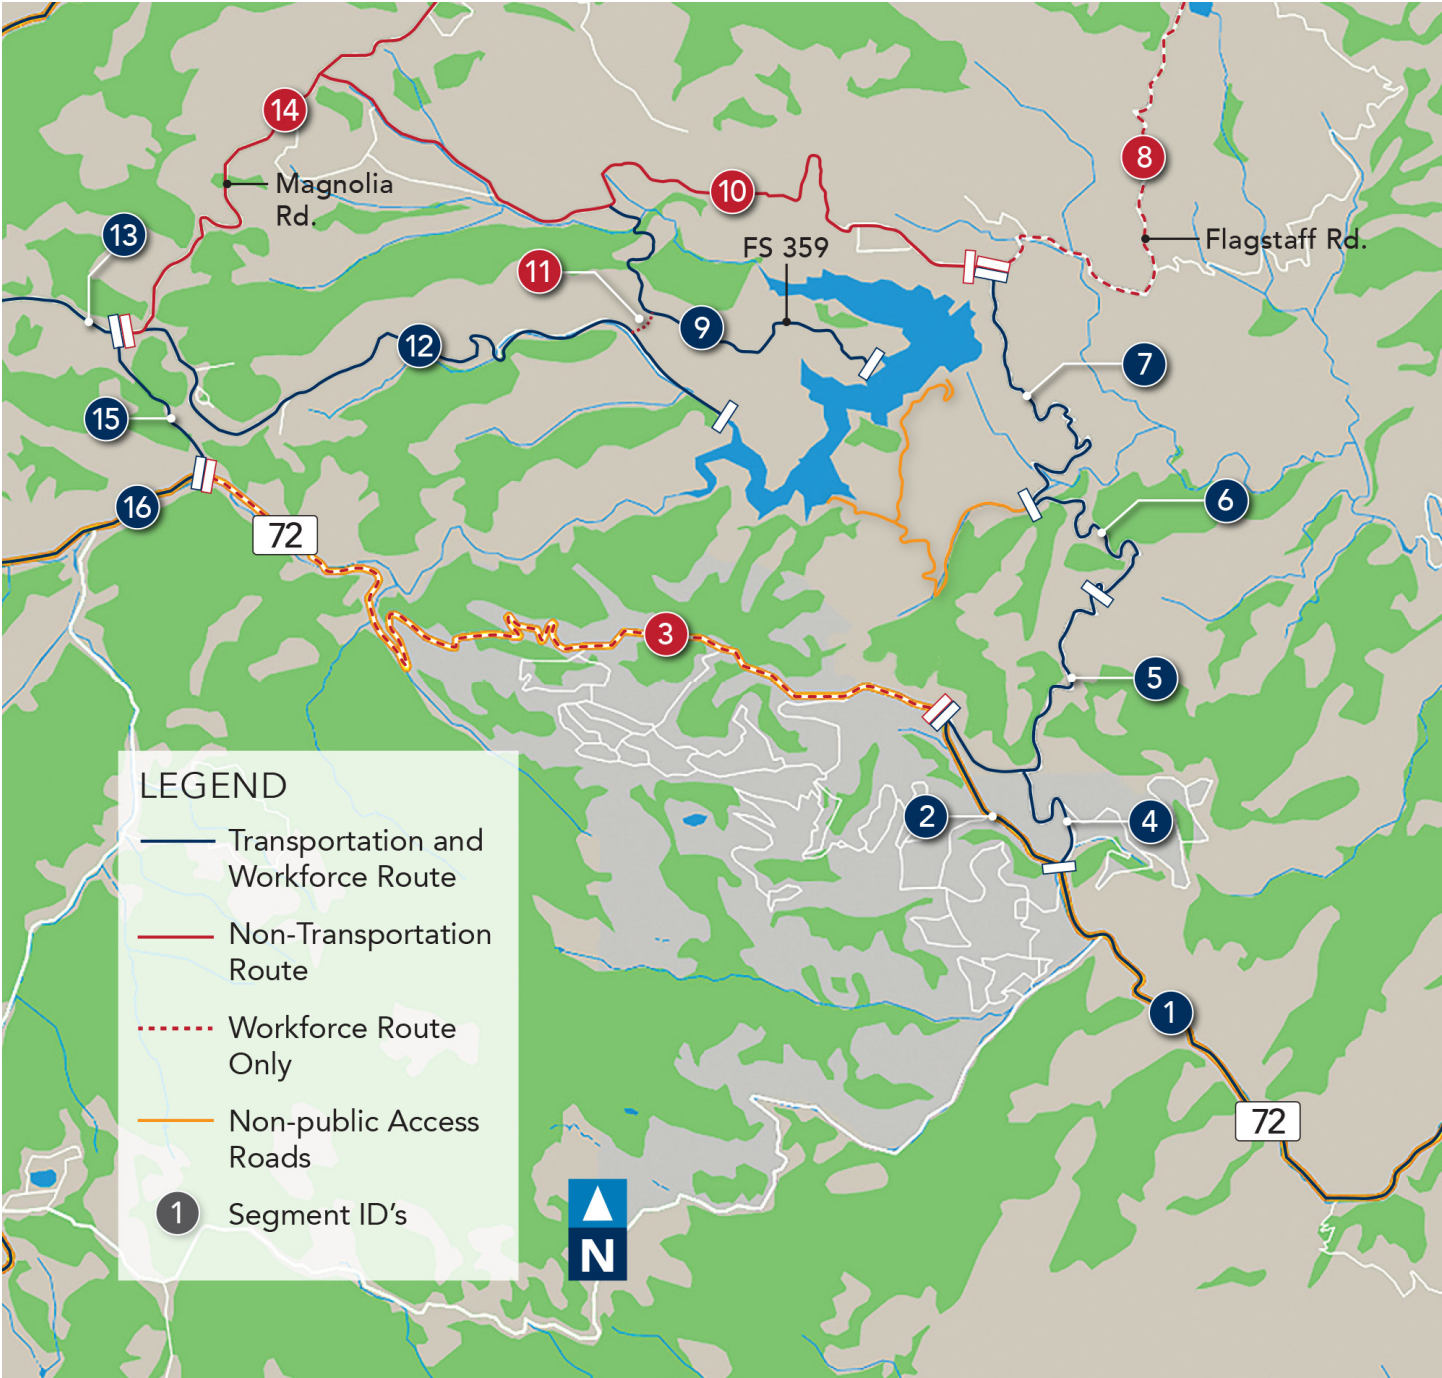 14
8
Magnolia
Rd.
10
13
Flagstaff Rd.
FS 359
11
9
12
7
15
6
16
72
3
5
2
4
LEGEND
Transportation and
Workforce Route
Non-Transportation
Route
Workforce Route
Only
Non-public Access
Roads
1 Segment ID's
1
72
N